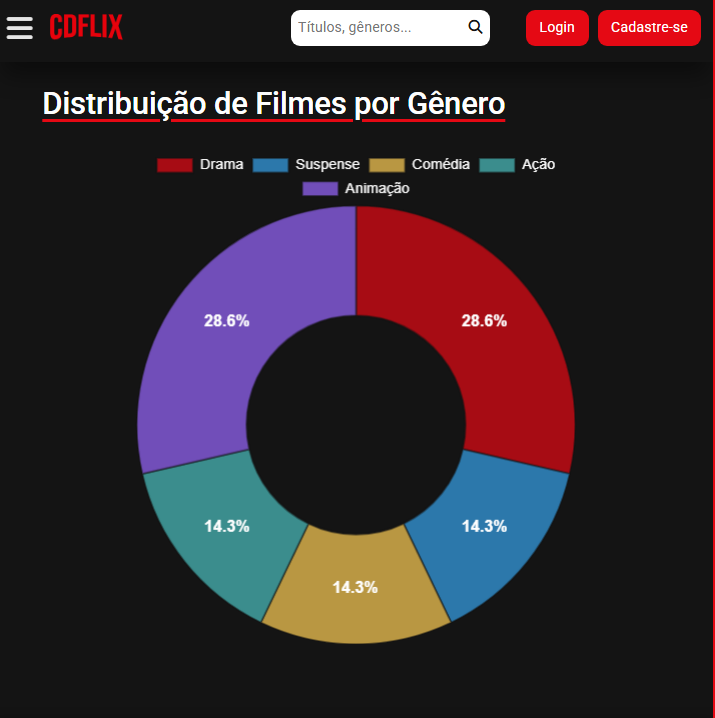 CDFLIX Títulos, gêneros... Login Cadastre-se
Distribuição de Filmes por Gênero
Drama Suspense Comédia Ação
Animação
28.6% 28.6%
14.3% 14.3%
14.3%